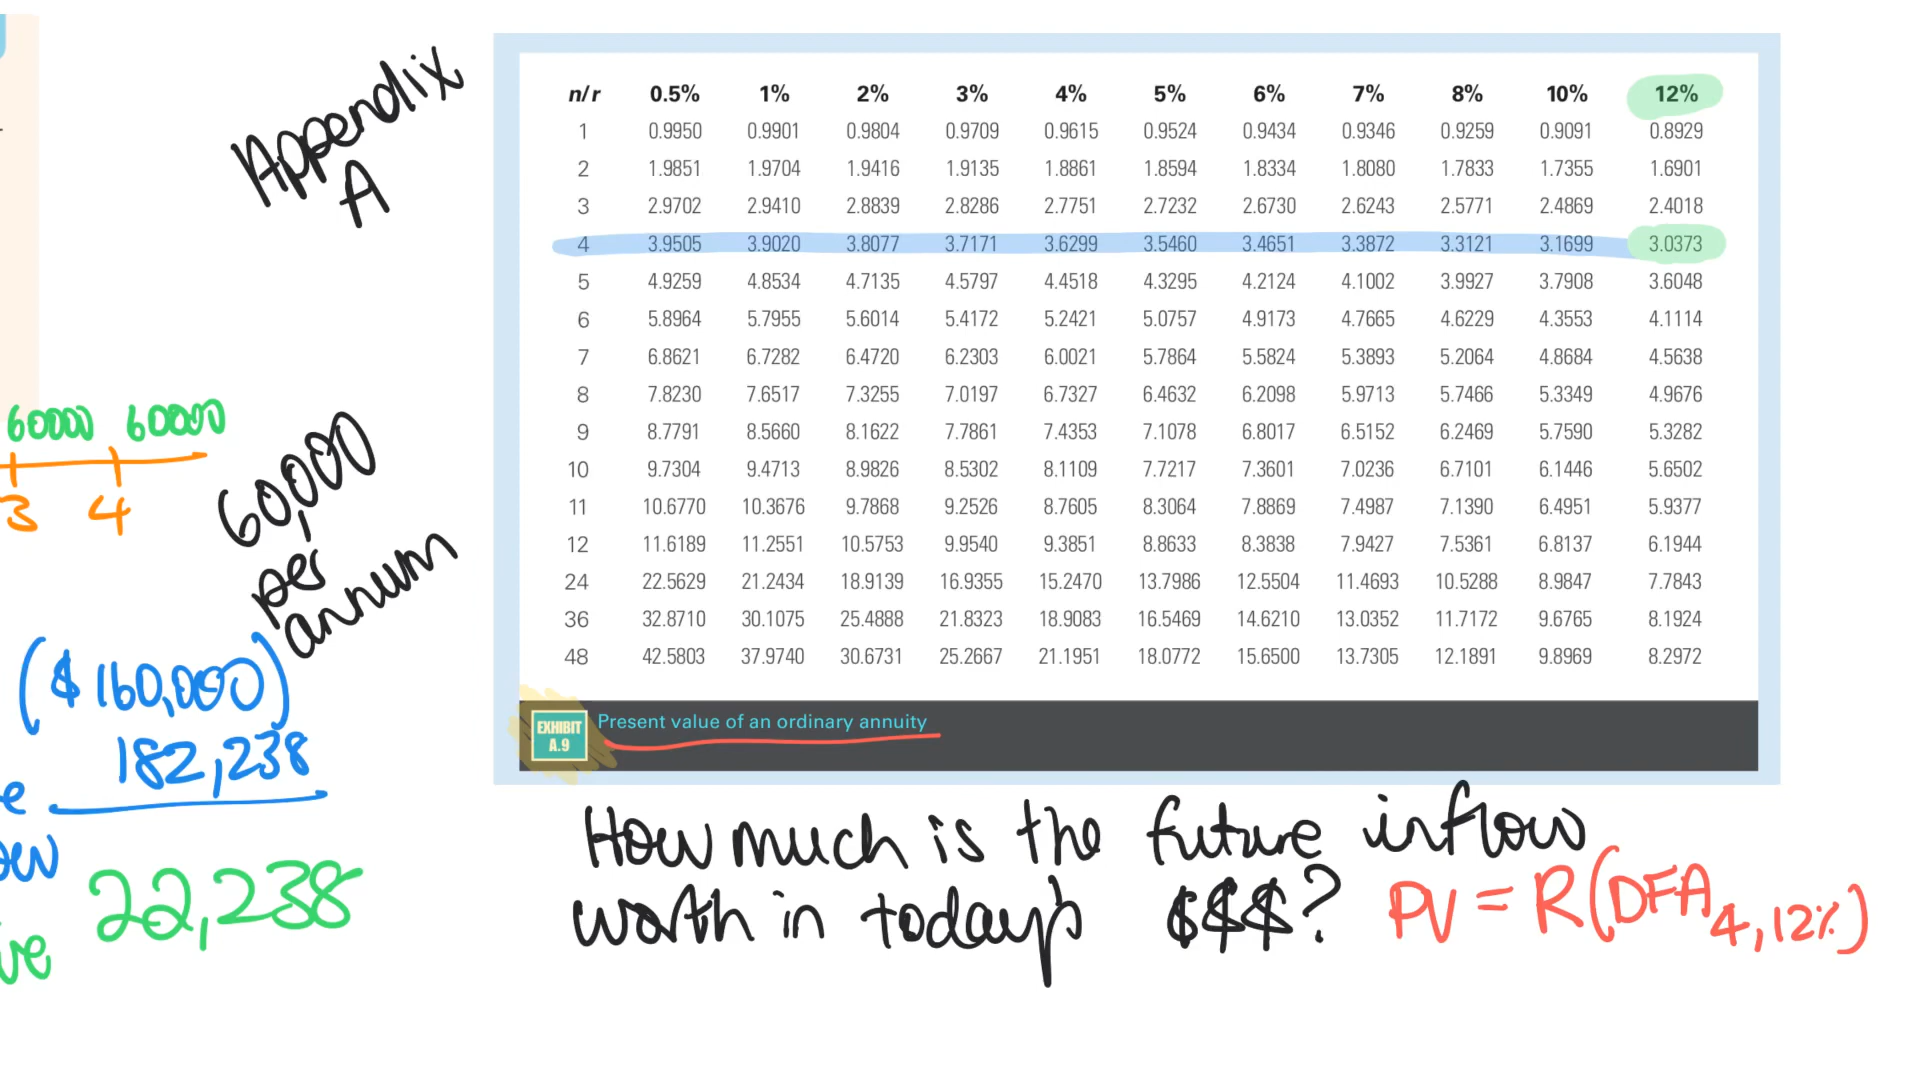 Appendix
A
n/r 0.5% 1% 2% 3% 4% 5% 6% 7% 8% 10% 12%
1 0.9950 0.9901 0.9804 0.9709 0.9615 0.9524 0.9434 0.9346 0.9259 0.9091 0.8929
2 1.9851 1.9704 1.9416 1.9135 1.8861 1.8594 1.8334 1.8080 1.7833 1.7355 1.6901
3 2.9702 2.9410 2.8839 2.8286 2.7751 2.7232 2.6730 2.6243 2.5771 2.4869 2.4018
4 3.9505 3.9020 3.8077 3.7171 3.6299 3.5460 3.4651 3.3872 3.3121 3.1699 3.0373
5 4.9259 4.8534 4.7135 4.5797 4.4518 4.3295 4.2124 4.1002 3.9927 3.7908 3.6048
6 5.8964 5.7955 5.6014 5.4172 5.2421 5.0757 4.9173 4.7665 4.6229 4.3553 4.1114
7 6.8621 6.7282 6.4720 6.2303 6.0021 5.7864 5.5824 5.3893 5.2064 4.8684 4.5638
8 7.8230 7.6517 7.3255 7.0197 6.7327 6.4632 6.2098 5.9713 5.7466 5.3349 4.9676
9 8.7791 8.5660 8.1622 7.7861 7.4353 7.1078 6.8017 6.5152 6.2469 5.7590 5.3282
10 9.7304 9.4713 8.9826 8.5302 8.1109 7.7217 7.3601 7.0236 6.7101 6.1446 5.6502
11 10.6770 10.3676 9.7868 9.2526 8.7605 8.3064 7.8869 7.4987 7.1390 6.4951 5.9377
12 11.6189 11.2551 10.5753 9.9540 9.3851 8.8633 8.3838 7.9427 7.5361 6.8137 6.1944
24 22.5629 21.2434 18.9139 16.9355 15.2470 13.7986 12.5504 11.4693 10.5288 8.9847 7.7843
36 32.8710 30.1075 25.4888 21.8323 18.9083 16.5469 14.6210 13.0352 11.7172 9.6765 8.1924
48 42.5803 37.9740 30.6731 25.2667 21.1951 18.0772 15.6500 13.7305 12.1891 9.8969 8.2972
EXHIBIT
A.9
Present value of an ordinary annuity
60000 60000
3 4
60,000
per
annum
($160,000)
182,238
22,238
How much is the future inflow
worth in today's $$$?
PV = R(DFA 4, 12%)